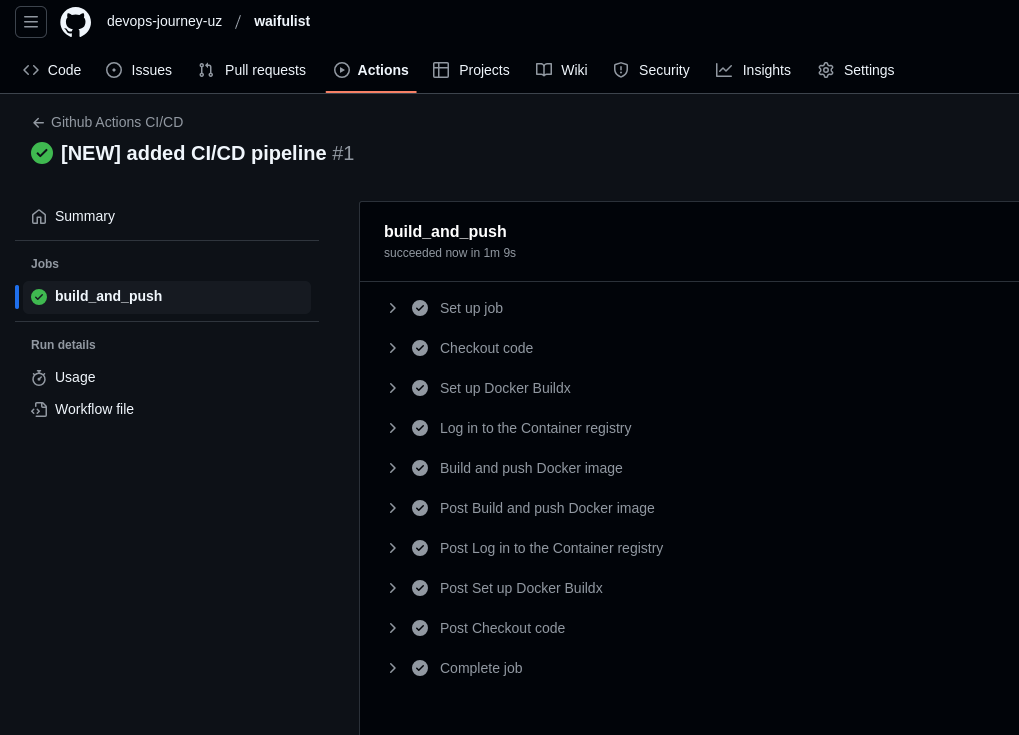 devops-journey-uz / waifulist
Code Issues Pull requests Actions Projects Wiki Security Insights Settings
Github Actions CI/CD
[NEW] added CI/CD pipeline #1
Summary
Jobs
build_and_push
Run details
Usage
Workflow file
build_and_push
succeeded now in 1m 9s
Set up job
Checkout code
Set up Docker Buildx
Log in to the Container registry
Build and push Docker image
Post Build and push Docker image
Post Log in to the Container registry
Post Set up Docker Buildx
Post Checkout code
Complete job